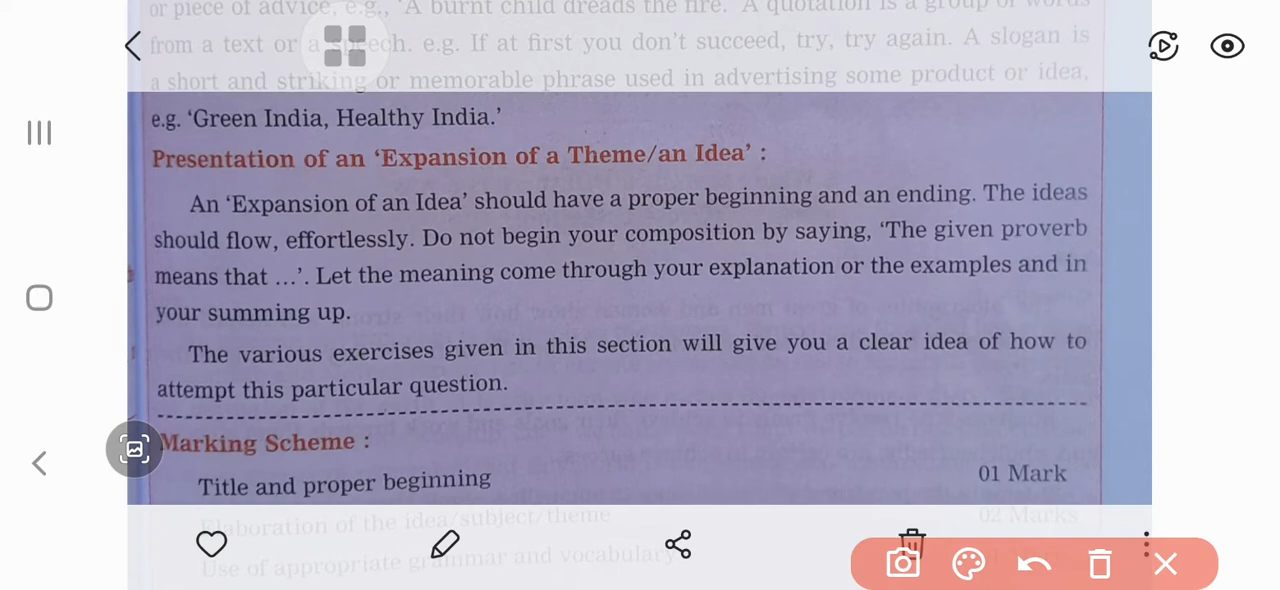 or piece of advice, e.g., 'A burnt child dreads the fire.' A quotation is a group of words
from a text or a speech. e.g. If at first you don't succeed, try, try again. A slogan is
a short and striking or memorable phrase used in advertising some product or idea,
e.g. 'Green India, Healthy India.'
Presentation of an 'Expansion of a Theme/an Idea' :
An 'Expansion of an Idea' should have a proper beginning and an ending. The ideas
should flow, effortlessly. Do not begin your composition by saying, 'The given proverb
means that ...'. Let the meaning come through your explanation or the examples and in
your summing up.
The various exercises given in this section will give you a clear idea of how to
attempt this particular question.
Marking Scheme :
Title and proper beginning 01 Mark
Elaboration of the idea/subject/theme 02 Marks
Use of appropriate grammar and vocabulary